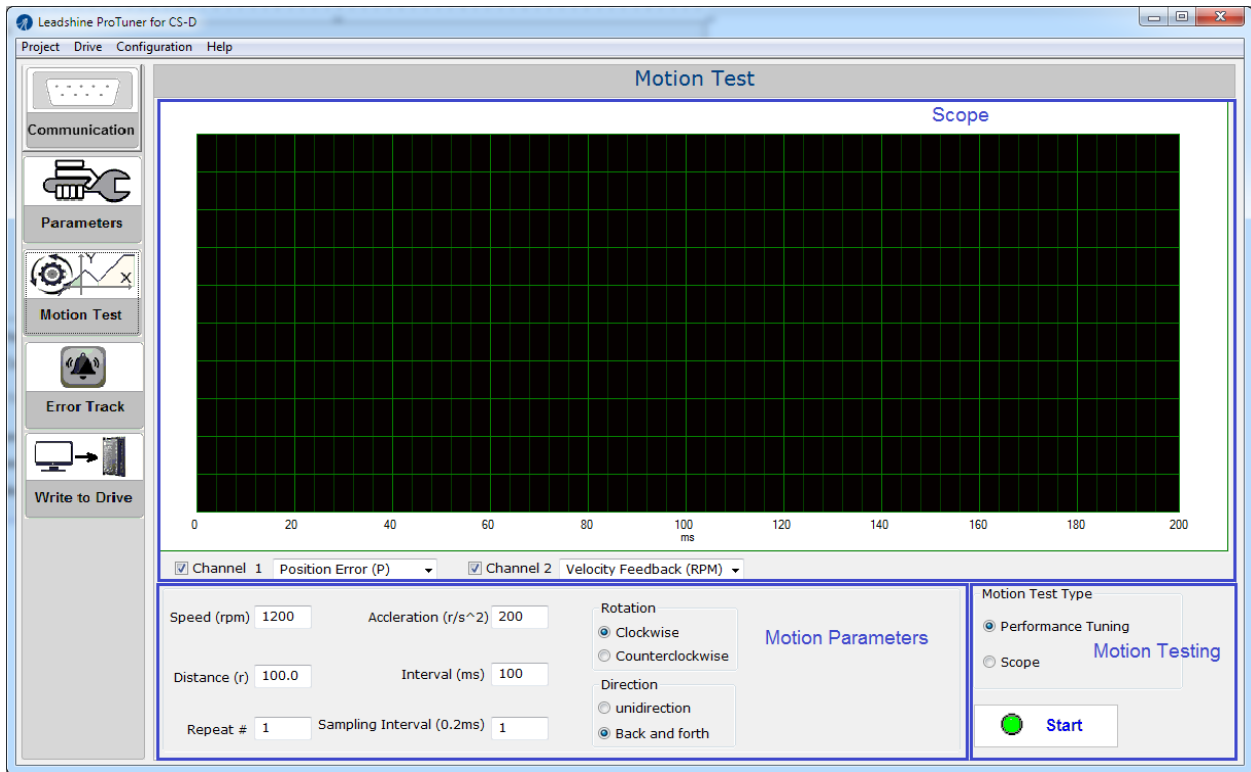 Leadshine ProTuner for CS-D
Project Drive Configuration Help
Communication
Parameters
Y
X
Motion Test
Error Track
Write to Drive
Motion Test
Scope
0 20 40 60 80 100 120 140 160 180 200
ms
Channel 1 Position Error (P) Channel 2 Velocity Feedback (RPM)
Speed (rpm) 1200 Accleration (r/s^2) 200
Distance (r) 100.0 Interval (ms) 100
Repeat # 1 Sampling Interval (0.2ms) 1
Rotation
Clockwise
Counterclockwise
Direction
unidirection
Back and forth
Motion Parameters
Motion Test Type
Performance Tuning
Scope
Motion Testing
Start